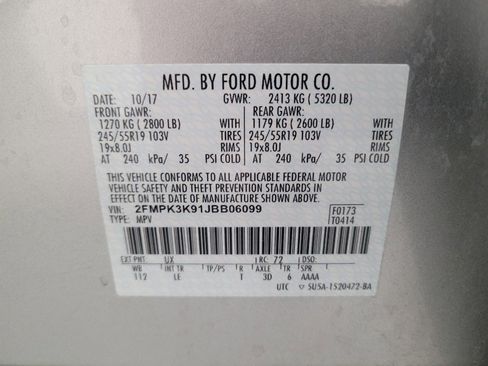 MFD. BY FORD MOTOR CO.
DATE: 10/17 GVWR: 2413 KG ( 5320 LB)
FRONT GAWR: REAR GAWR:
1270 KG ( 2800 LB) WITH 1179 KG ( 2600 LB) WITH
245/55R19 103V TIRES 245/55R19 103V TIRES
19x8.0J RIMS 19x8.0J RIMS
AT 240 kPa/ 35 PSI COLD AT 240 kPa/ 35 PSI COLD
THIS VEHICLE CONFORMS TO ALL APPLICABLE FEDERAL MOTOR
VEHICLE SAFETY AND THEFT PREVENTION STANDARDS IN
EFFECT ON THE DATE OF MANUFACTURE SHOWN ABOVE.
VIN: 2FMPK3K91JBB06099 F0173
TYPE: MPV T0414
EXT PNT: UX RC: 72 DSO:
WB INT TR TP/PS R AXLE TR SPR
112 LE T 3D 6 AAAA
UTC SU5A-1520472-BA